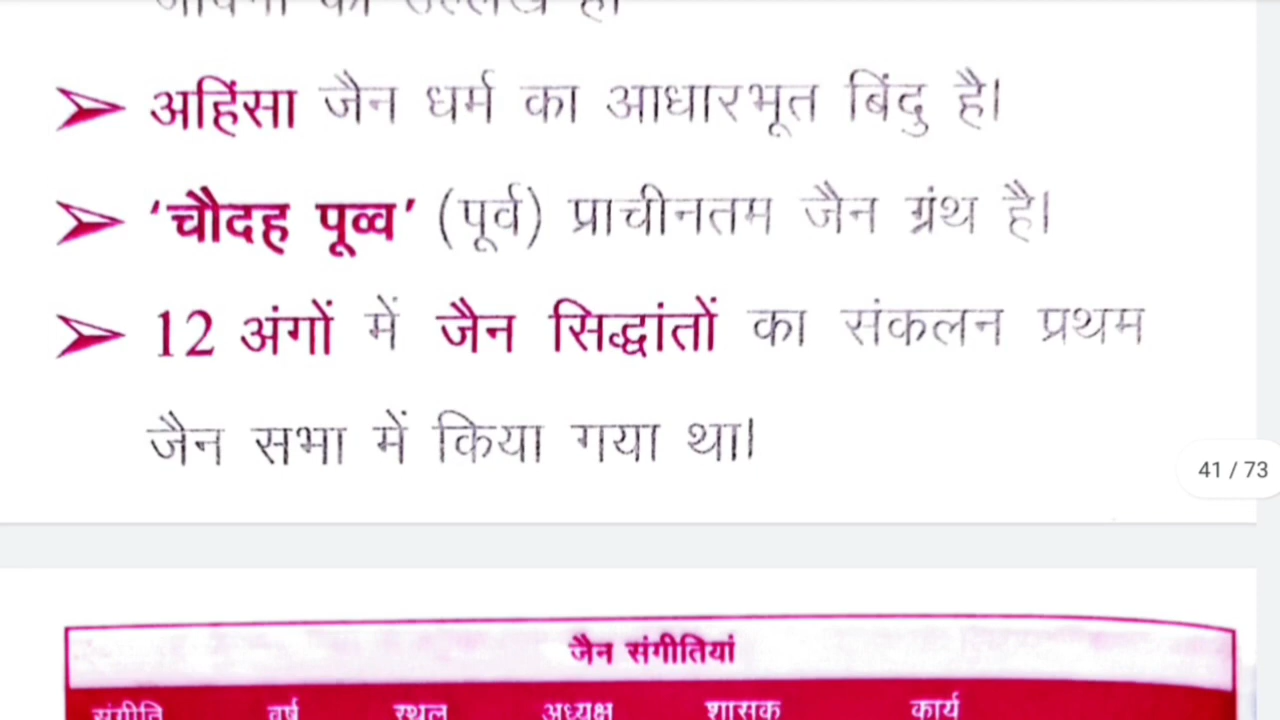 अहिंसा जैन धर्म का आधारभूत बिंदु है।
‘चौदह पूव्व’ (पूर्व) प्राचीनतम जैन ग्रंथ है।
12 अंगों में जैन सिद्धांतों का संकलन प्रथम
जैन सभा में किया गया था।
41 / 73
जैन संगीतियां
संगीति वर्ष स्थल अध्यक्ष शासक कार्य